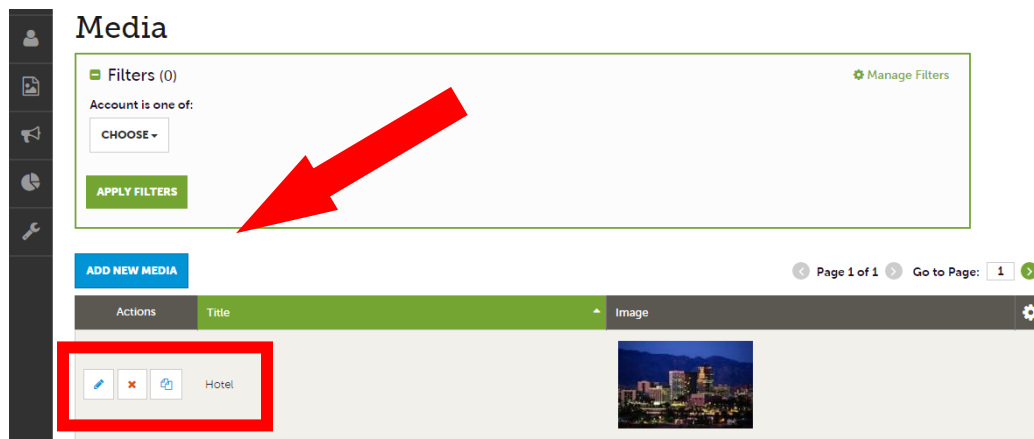 Media
Filters (0)
Manage Filters
Account is one of:
CHOOSE
APPLY FILTERS
ADD NEW MEDIA
Page 1 of 1 Go to Page: 1
Actions Title Image
Hotel